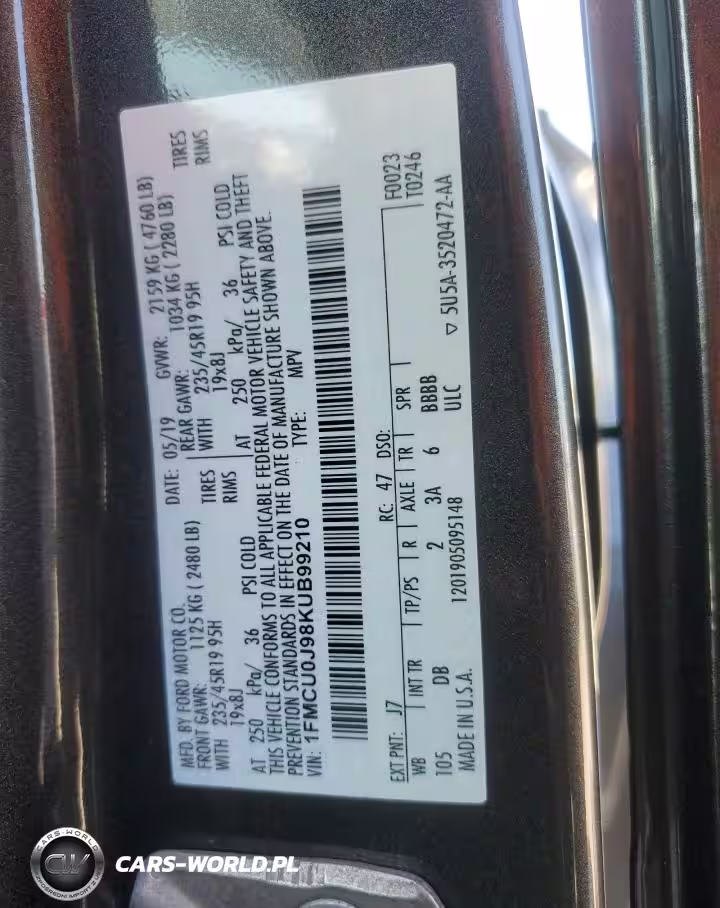 MFD. BY FORD MOTOR CO. DATE: 05/19 GVWR: 2159 KG ( 4760 LB)
FRONT GAWR: 1125 KG ( 2480 LB) REAR GAWR: 1034 KG ( 2280 LB)
WITH 235/45R19 95H TIRES WITH 235/45R19 95H TIRES
19x8J RIMS 19x8J RIMS
AT 250 kPa/ 36 PSI COLD AT 250 kPa/ 36 PSI COLD
THIS VEHICLE CONFORMS TO ALL APPLICABLE FEDERAL MOTOR VEHICLE SAFETY AND THEFT
PREVENTION STANDARDS IN EFFECT ON THE DATE OF MANUFACTURE SHOWN ABOVE.
VIN: 1FMCU0J98KUB99210 TYPE: MPV
F0023
EXT PNT: J7 RC: 47 DSO: T0246
WB INT TR TP/PS R AXLE TR SPR
105 DB 2 3A 6 BBBB
MADE IN U.S.A. 1201905095148 ULC ▽ 5U5A-3520472-AA
CARS-WORLD
CARS-WORLD.PL